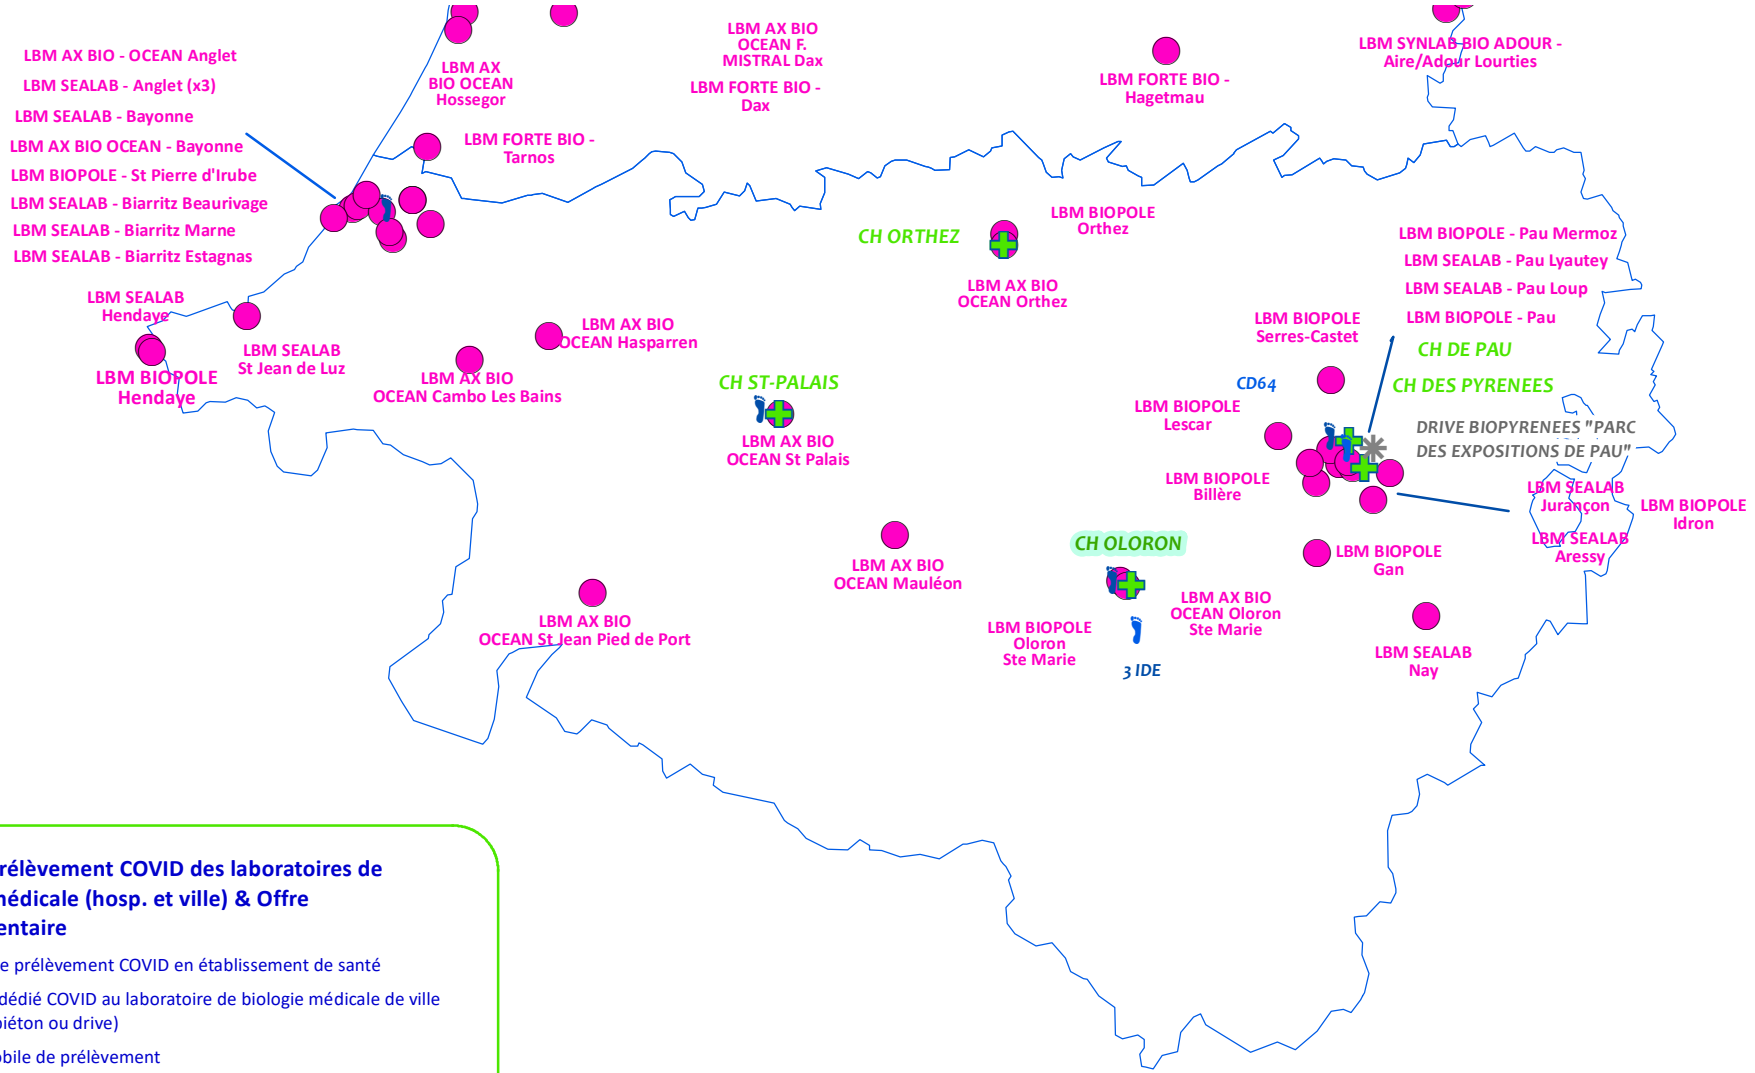 LBM AX BIO - OCEAN Anglet
LBM SEALAB - Anglet (x3)
LBM SEALAB - Bayonne
LBM AX BIO OCEAN - Bayonne
LBM BIOPOLE - St Pierre d'Irube
LBM SEALAB - Biarritz Beaurivage
LBM SEALAB - Biarritz Marne
LBM SEALAB - Biarritz Estagnas
LBM AX
BIO OCEAN
Hossegor
LBM FORTE BIO -
Tarnos
LBM AX BIO
OCEAN F.
MISTRAL Dax
LBM FORTE BIO -
Dax
LBM FORTE BIO -
Hagetmau
LBM SYNLAB BIO ADOUR -
Aire/Adour Lourties
LBM SEALAB
Hendaye
LBM BIOPOLE
Hendaye
LBM SEALAB
St Jean de Luz
LBM AX BIO
OCEAN Hasparren
LBM AX BIO
OCEAN Cambo Les Bains
CH ORTHEZ
LBM BIOPOLE
Orthez
LBM AX BIO
OCEAN Orthez
CH ST-PALAIS
LBM AX BIO
OCEAN St Palais
LBM BIOPOLE - Pau Mermoz
LBM SEALAB - Pau Lyautey
LBM SEALAB - Pau Loup
LBM BIOPOLE - Pau
CH DE PAU
CH DES PYRENEES
LBM BIOPOLE
Serres-Castet
CD64
LBM BIOPOLE
Lescar
DRIVE BIOPYRENEES "PARC
DES EXPOSITIONS DE PAU"
LBM BIOPOLE
Billère
LBM SEALAB
Jurançon
LBM BIOPOLE
Idron
LBM SEALAB
Aressy
LBM BIOPOLE
Gan
CH OLORON
LBM AX BIO
OCEAN Mauléon
LBM AX BIO
OCEAN Oloron
Ste Marie
LBM BIOPOLE
Oloron
Ste Marie
3 IDE
LBM SEALAB
Nay
LBM AX BIO
OCEAN St Jean Pied de Port
rélèvement COVID des laboratoires de
médicale (hosp. et ville) & Offre
entaire
e prélèvement COVID en établissement de santé
dédié COVID au laboratoire de biologie médicale de ville
piéton ou drive)
obile de prélèvement